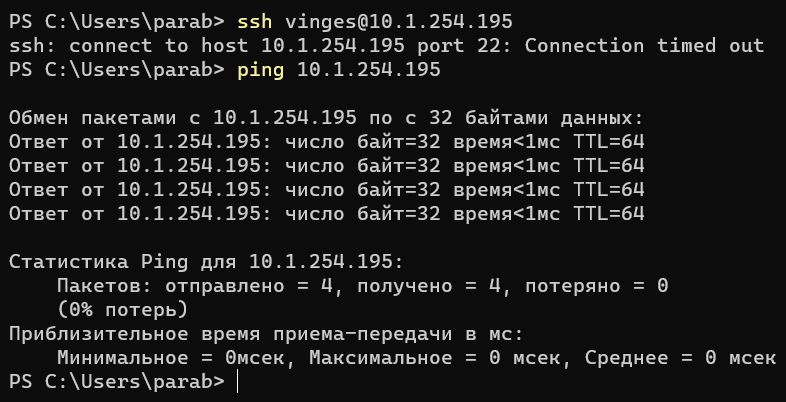 PS C:\Users\parab> ssh vinges@10.1.254.195
ssh: connect to host 10.1.254.195 port 22: Connection timed out
PS C:\Users\parab> ping 10.1.254.195
Обмен пакетами с 10.1.254.195 по с 32 байтами данных:
Ответ от 10.1.254.195: число байт=32 время<1мс TTL=64
Ответ от 10.1.254.195: число байт=32 время<1мс TTL=64
Ответ от 10.1.254.195: число байт=32 время<1мс TTL=64
Ответ от 10.1.254.195: число байт=32 время<1мс TTL=64
Статистика Ping для 10.1.254.195:
    Пакетов: отправлено = 4, получено = 4, потеряно = 0
    (0% потерь)
Приблизительное время приема-передачи в мс:
    Минимальное = 0мсек, Максимальное = 0 мсек, Среднее = 0 мсек
PS C:\Users\parab>